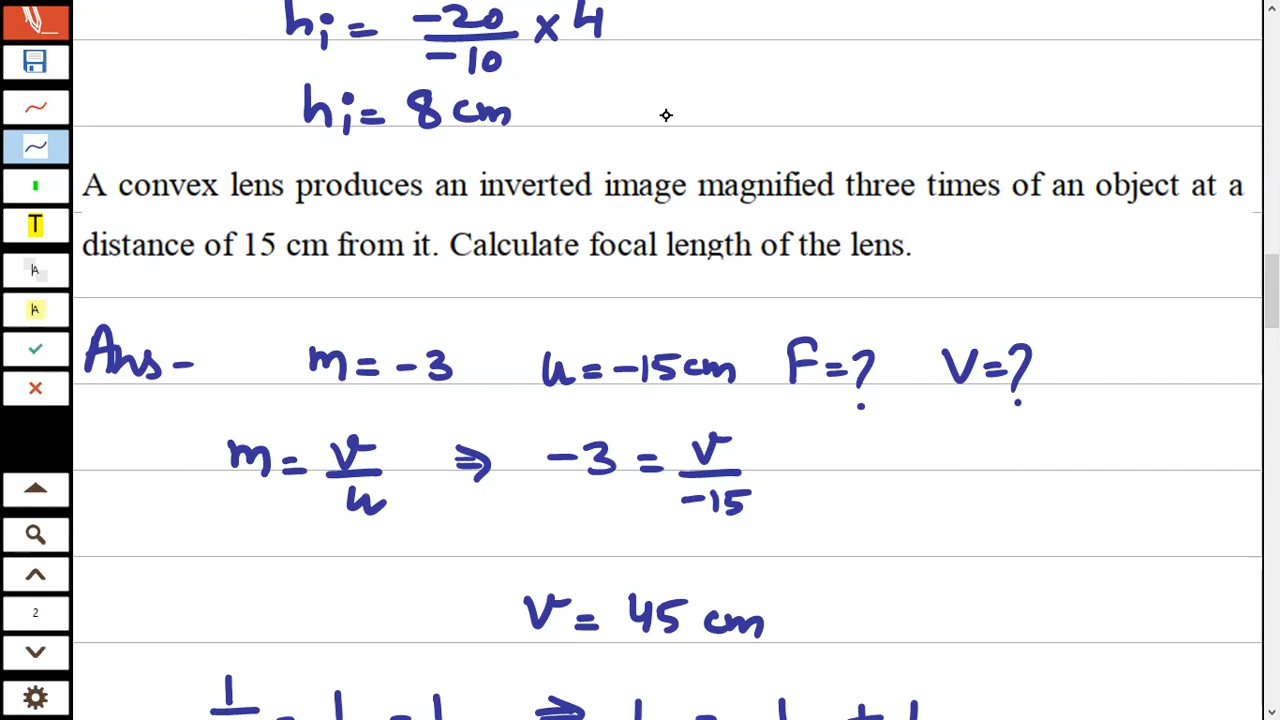 hi = -20/-10 × 4
hi = 8 cm
A convex lens produces an inverted image magnified three times of an object at a
distance of 15 cm from it. Calculate focal length of the lens.
Ans - m = -3 u = -15 cm F = ? V = ?
m = v/u ⇒ -3 = v/-15
v = 45 cm
T
A
A
2